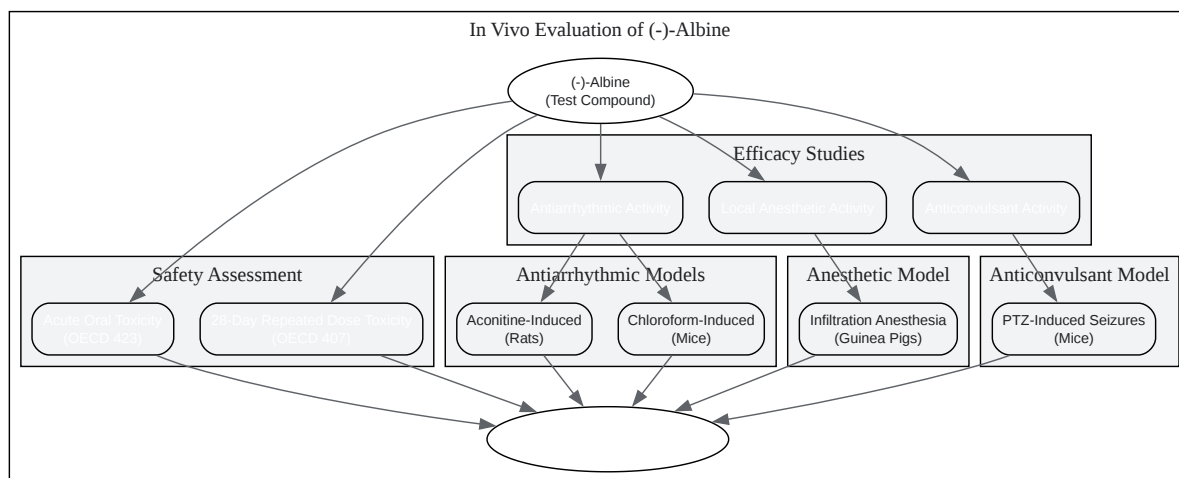 In Vivo Evaluation of (-)-Albine
(-)-Albine
(Test Compound)
Efficacy Studies
Antiarrhythmic Activity
Local Anesthetic Activity
Anticonvulsant Activity
Safety Assessment
Antiarrhythmic Models
Anesthetic Model
Anticonvulsant Model
Acute Oral Toxicity
(OECD 423)
28-Day Repeated Dose Toxicity
(OECD 407)
Aconitine-Induced
(Rats)
Chloroform-Induced
(Mice)
Infiltration Anesthesia
(Guinea Pigs)
PTZ-Induced Seizures
(Mice)